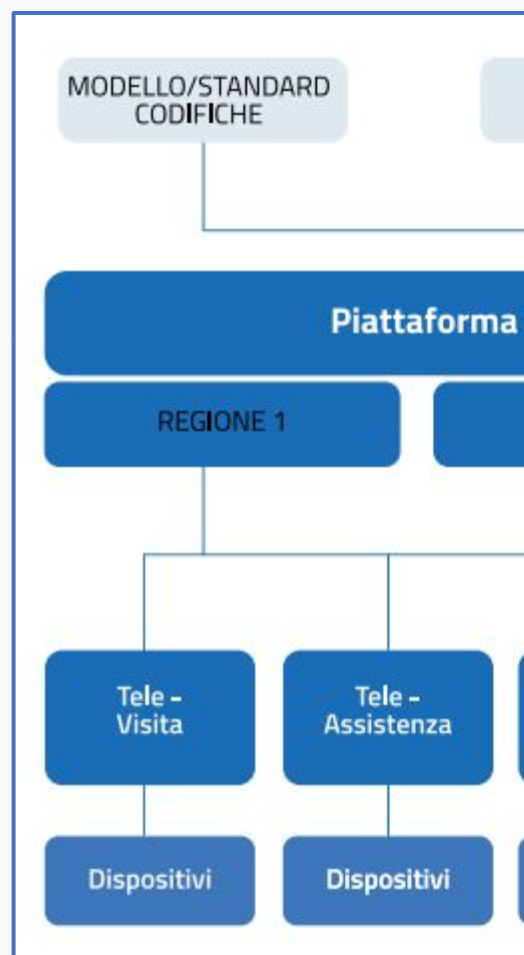 MODELLO/STANDARD
CODIFICHE
Piattaforma
REGIONE 1
Tele -
Visita
Tele -
Assistenza
Dispositivi
Dispositivi